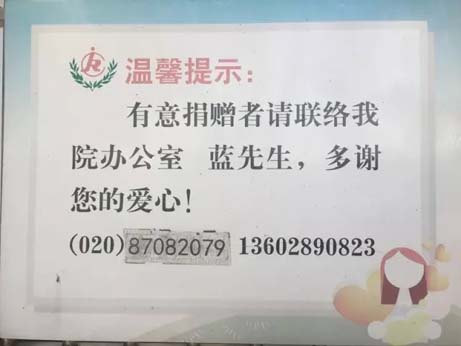 温馨提示：
有意捐赠者请联络我
院办公室 蓝先生，多谢
您的爱心！
(020)87082079 13602890823